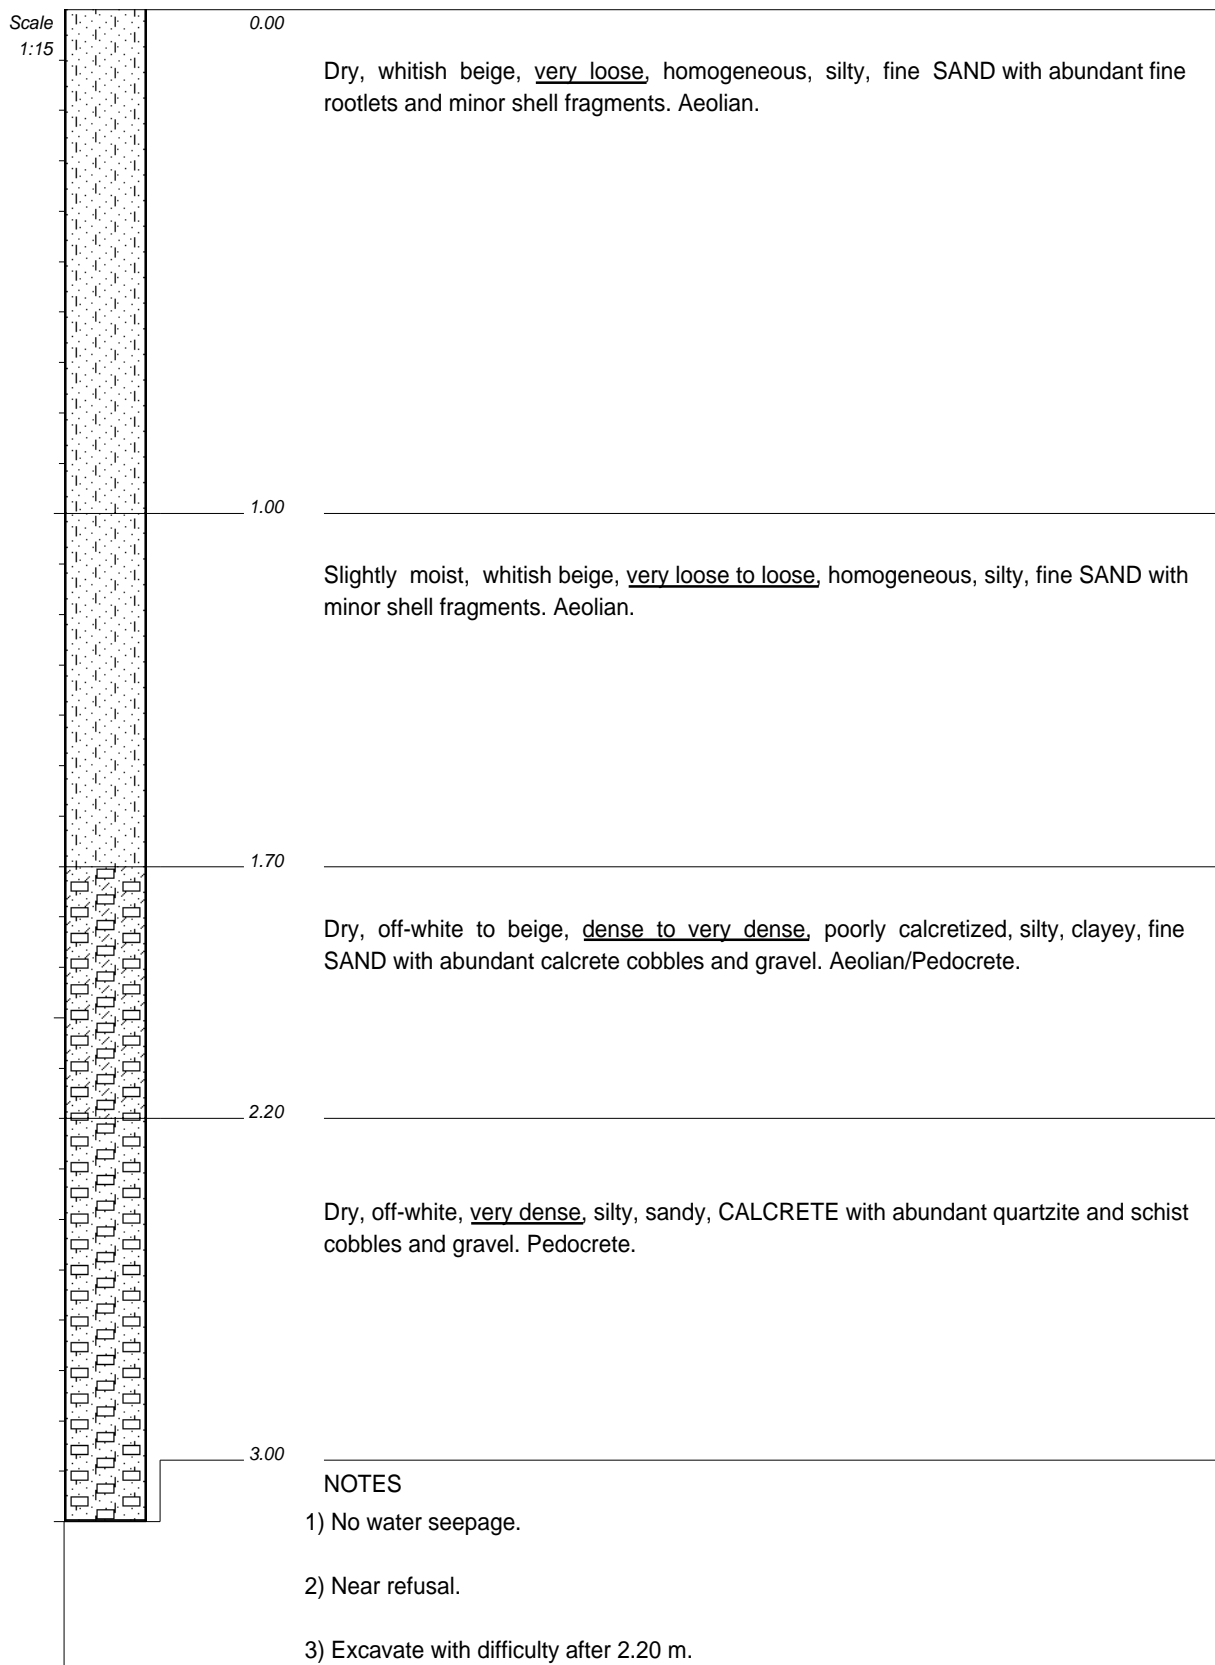 Scale
1:15
0.00
Dry, whitish beige, very loose, homogeneous, silty, fine SAND with abundant fine
rootlets and minor shell fragments. Aeolian.
1.00
Slightly moist, whitish beige, very loose to loose, homogeneous, silty, fine SAND with
minor shell fragments. Aeolian.
1.70
Dry, off-white to beige, dense to very dense, poorly calcretized, silty, clayey, fine
SAND with abundant calcrete cobbles and gravel. Aeolian/Pedocrete.
2.20
Dry, off-white, very dense, silty, sandy, CALCRETE with abundant quartzite and schist
cobbles and gravel. Pedocrete.
3.00
NOTES
1) No water seepage.
2) Near refusal.
3) Excavate with difficulty after 2.20 m.